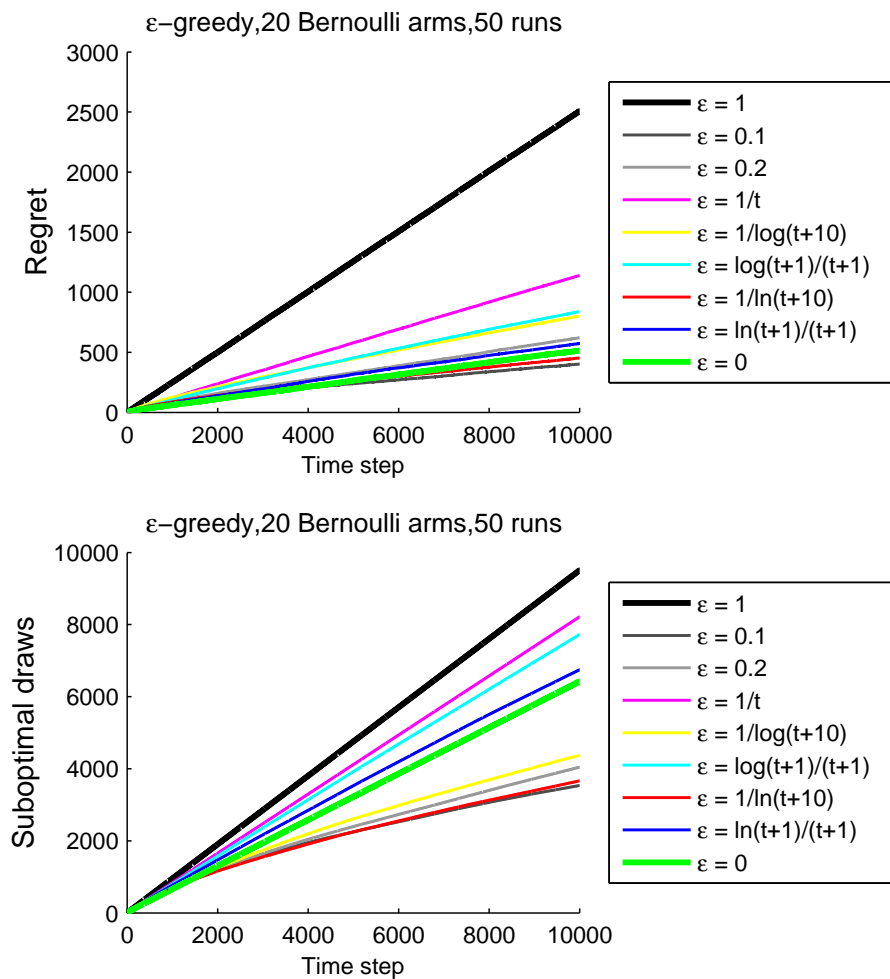 ε−greedy,20 Bernoulli arms,50 runs
3000
2500
2000
1500
1000
500
0
Regret
0 2000 4000 6000 8000 10000
Time step
ε = 1
ε = 0.1
ε = 0.2
ε = 1/t
ε = 1/log(t+10)
ε = log(t+1)/(t+1)
ε = 1/ln(t+10)
ε = ln(t+1)/(t+1)
ε = 0
ε−greedy,20 Bernoulli arms,50 runs
10000
8000
6000
4000
2000
0
Suboptimal draws
0 2000 4000 6000 8000 10000
Time step
ε = 1
ε = 0.1
ε = 0.2
ε = 1/t
ε = 1/log(t+10)
ε = log(t+1)/(t+1)
ε = 1/ln(t+10)
ε = ln(t+1)/(t+1)
ε = 0